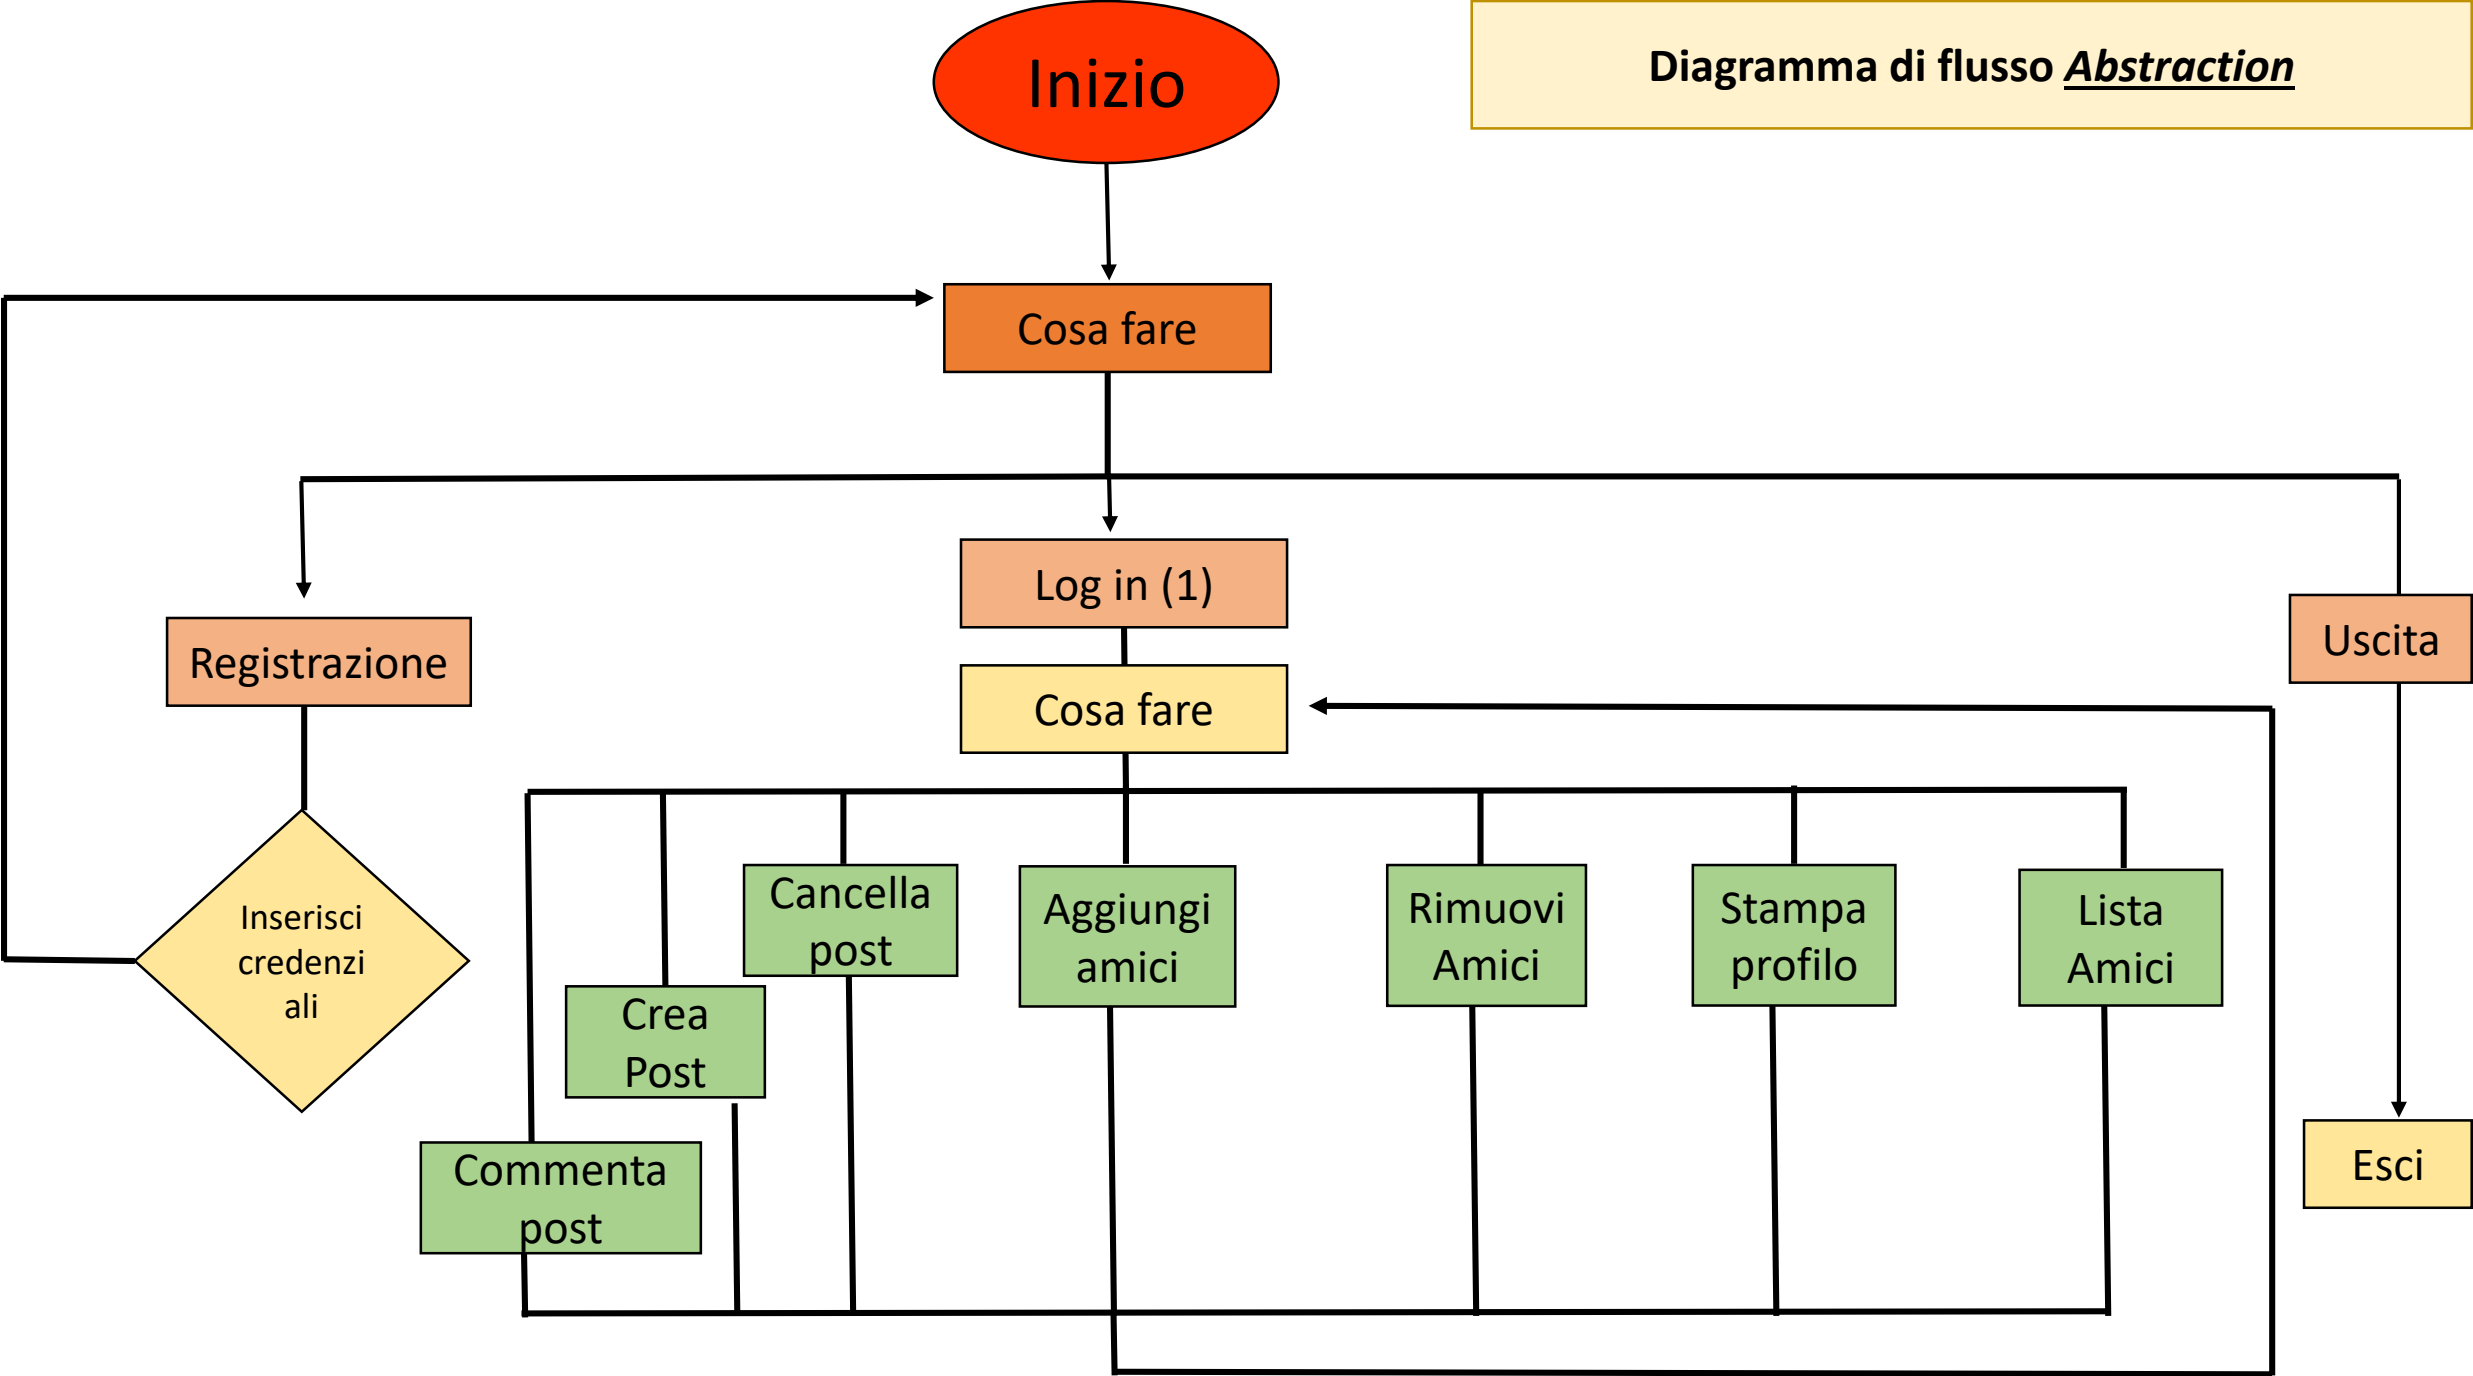 Inizio
Diagramma di flusso Abstraction
Cosa fare
Log in (1)
Registrazione
Uscita
Cosa fare
Inserisci
credenzi
ali
Cancella
post
Aggiungi
amici
Rimuovi
Amici
Stampa
profilo
Lista
Amici
Crea
Post
Commenta
post
Esci